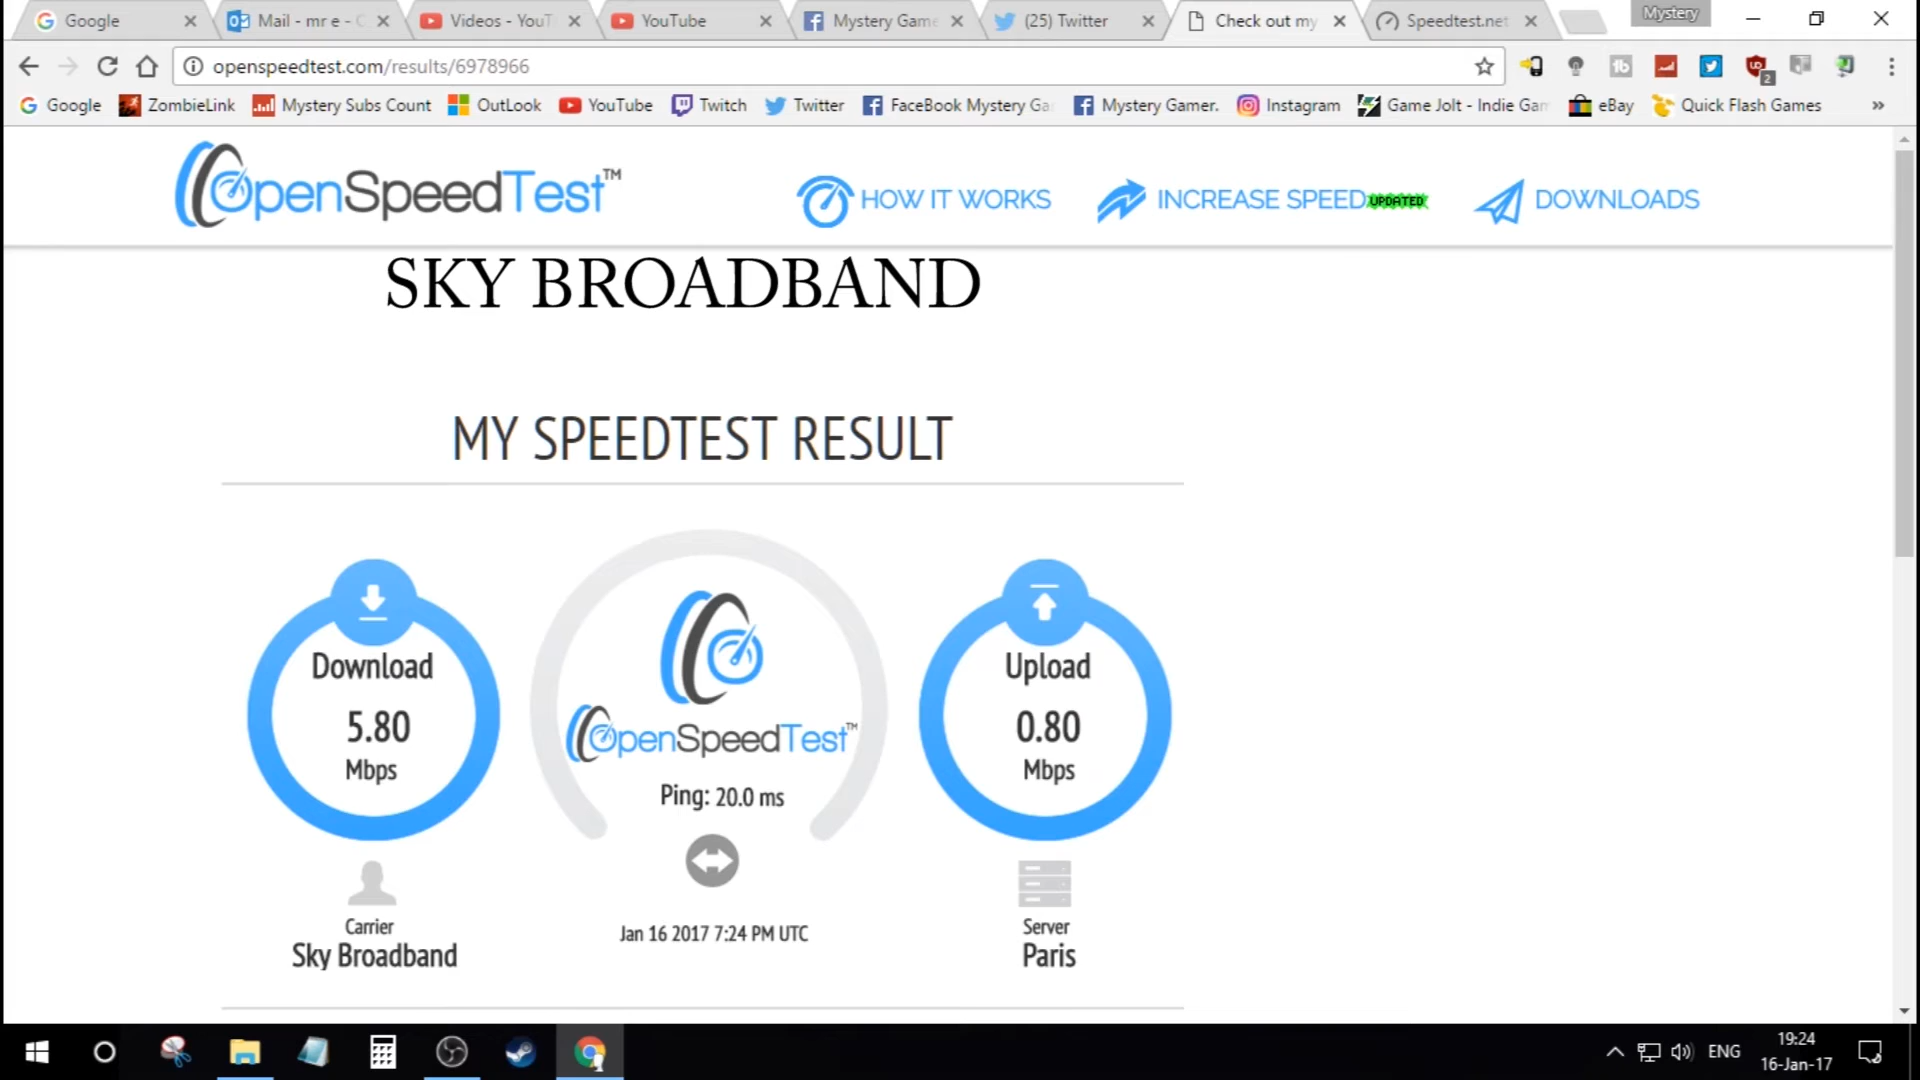 Google
Mail - mr e - C
Videos - YouT
YouTube
Mystery Game
(25) Twitter
Check out my
Speedtest.net
Mystery
openspeedtest.com/results/6978966
2
Google
ZombieLink
Mystery Subs Count
OutLook
YouTube
Twitch
Twitter
FaceBook Mystery Ga
Mystery Gamer.
Instagram
Game Jolt - Indie Gam
eBay
Quick Flash Games
»
OpenSpeedTest™
HOW IT WORKS
INCREASE SPEED UPDATED
DOWNLOADS
SKY BROADBAND
MY SPEEDTEST RESULT
Download
5.80
Mbps
OpenSpeedTest™
Ping: 20.0 ms
Upload
0.80
Mbps
Carrier
Sky Broadband
Jan 16 2017 7:24 PM UTC
Server
Paris
ENG
19:24
16-Jan-17